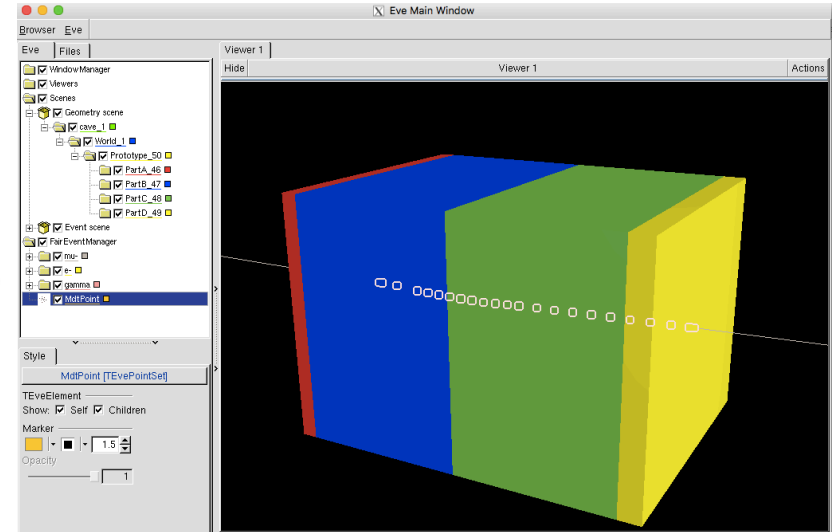 Eve Main Window
Browser Eve
Eve Files
Viewer 1
Hide Viewer 1 Actions
WindowManager
Viewers
Scenes
Geometry scene
cave_1
World_1
Prototype_50
PartA_46
PartB_47
PartC_48
PartD_49
Event scene
FairEventManager
mu-
e-
gamma
MdtPoint
Style
MdtPoint [TEvePointSet]
TEveElement
Show: Self Children
Marker
1.5
Opacity
1